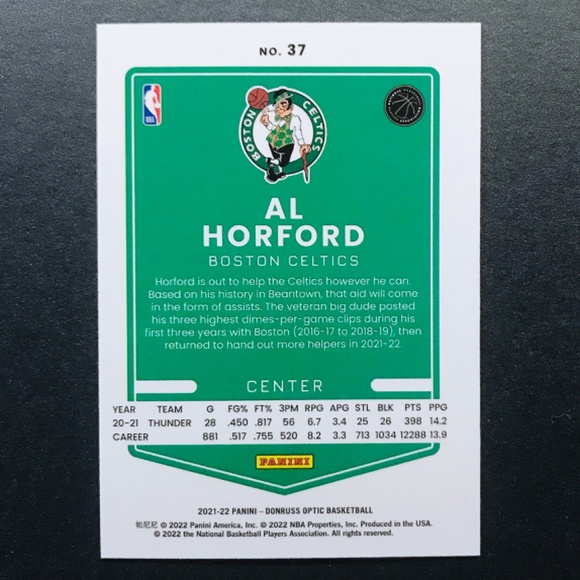 NO. 37
NBA
BOSTON CELTICS
AL
HORFORD
BOSTON CELTICS
Horford is out to help the Celtics however he can.
Based on his history in Beantown, that aid will come
in the form of assists. The veteran big dude posted
his three highest dimes-per-game clips during his
first three years with Boston (2016-17 to 2018-19), then
returned to hand out more helpers in 2021-22.
CENTER
YEAR TEAM G FG% FT% 3PM RPG APG STL BLK PTS PPG
20-21 THUNDER 28 .450 .817 56 6.7 3.4 25 26 398 14.2
CAREER 881 .517 .755 520 8.2 3.3 713 1034 12288 13.9
PANINI
2021-22 PANINI – DONRUSS OPTIC BASKETBALL
帕尼尼 © 2022 Panini America, Inc. © 2022 NBA Properties, Inc. Produced in the USA.
© 2022 the National Basketball Players Association. All rights reserved.